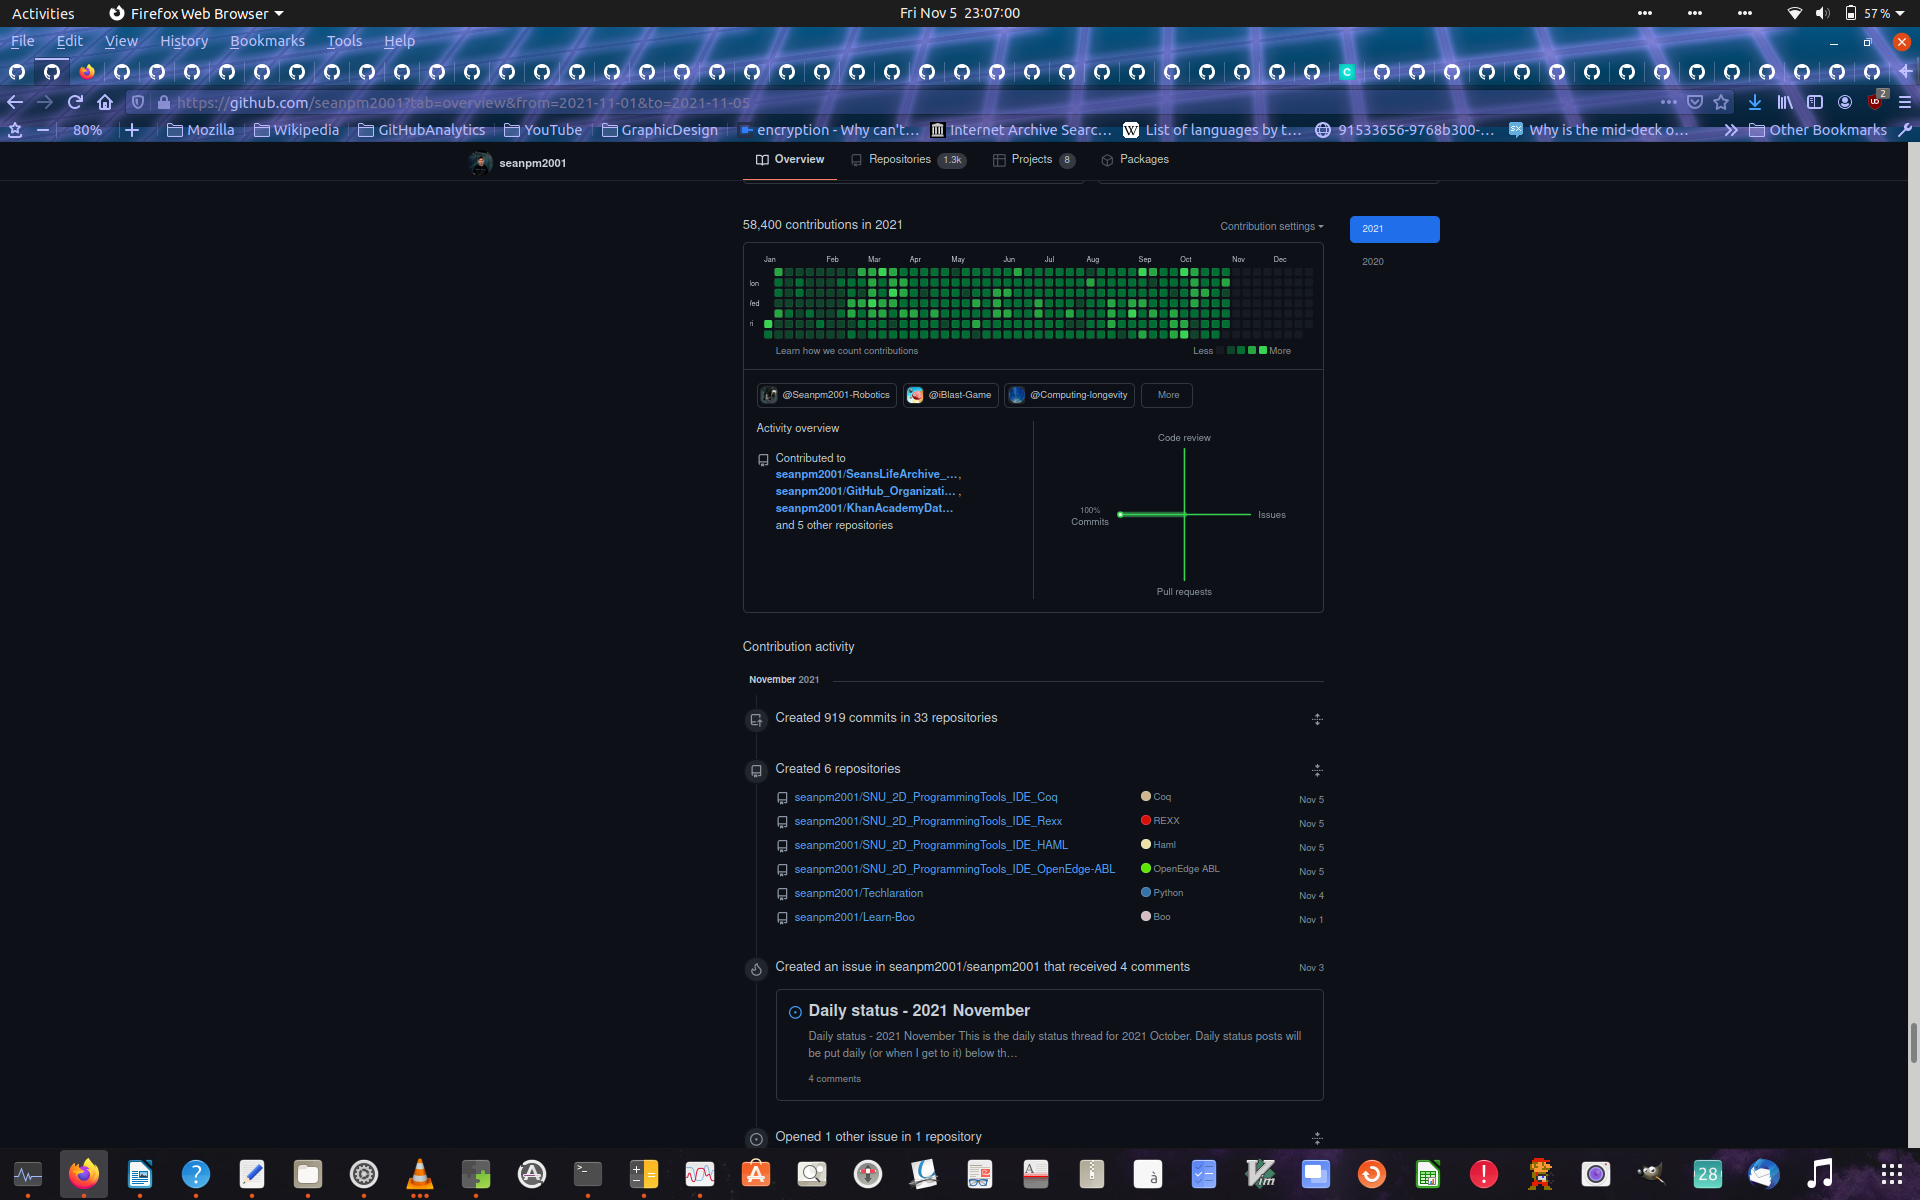 Activities
Firefox Web Browser
Fri Nov 5 23:07:00
57 %
File Edit View History Bookmarks Tools Help
https://github.com/seanpm2001?tab=overview&from=2021-11-01&to=2021-11-05
2
80%
Mozilla
Wikipedia
GitHubAnalytics
YouTube
GraphicDesign
encryption - Why can't…
Internet Archive Searc…
List of languages by t…
91533656-9768b300-…
Why is the mid-deck o…
Other Bookmarks
seanpm2001
Overview
Repositories 1.3k
Projects 8
Packages
58,400 contributions in 2021
Contribution settings
2021
2020
Jan Feb Mar Apr May Jun Jul Aug Sep Oct Nov Dec
Learn how we count contributions
Less More
@Seanpm2001-Robotics
@iBlast-Game
@Computing-longevity
More
Activity overview
Contributed to
seanpm2001/SeansLifeArchive_…,
seanpm2001/GitHub_Organizati… ,
seanpm2001/KhanAcademyDat…
and 5 other repositories
Code review
100%
Commits
Issues
Pull requests
Contribution activity
November 2021
Created 919 commits in 33 repositories
Created 6 repositories
seanpm2001/SNU_2D_ProgrammingTools_IDE_Coq Coq Nov 5
seanpm2001/SNU_2D_ProgrammingTools_IDE_Rexx REXX Nov 5
seanpm2001/SNU_2D_ProgrammingTools_IDE_HAML Haml Nov 5
seanpm2001/SNU_2D_ProgrammingTools_IDE_OpenEdge-ABL OpenEdge ABL Nov 5
seanpm2001/Techlaration Python Nov 4
seanpm2001/Learn-Boo Boo Nov 1
Created an issue in seanpm2001/seanpm2001 that received 4 comments Nov 3
Daily status - 2021 November
Daily status - 2021 November This is the daily status thread for 2021 October. Daily status posts will
be put daily (or when I get to it) below th…
4 comments
Opened 1 other issue in 1 repository
28